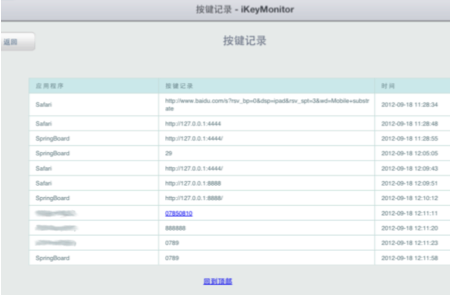 按键记录 - iKeyMonitor
返回
按键记录
应用程序 按键记录 时间
Safari http://www.baidu.com/s?rsv_bp=0&dsp=ipad&rsv_spt=3&wd=Mobile+substr
ate 2012-09-18 11:28:34
Safari http://127.0.0.1:4444 2012-09-18 11:28:48
SpringBoard http://127.0.0.1:4444/ 2012-09-18 11:28:55
SpringBoard 29 2012-09-18 12:05:05
Safari http://127.0.0.1:4444/ 2012-09-18 12:09:43
Safari http://127.0.0.1:8888 2012-09-18 12:09:51
SpringBoard http://127.0.0.1:8888/ 2012-09-18 12:10:12
07850810 2012-09-18 12:11:11
888888 2012-09-18 12:11:20
0789 2012-09-18 12:11:23
SpringBoard 0789 2012-09-18 12:11:58
回到顶部